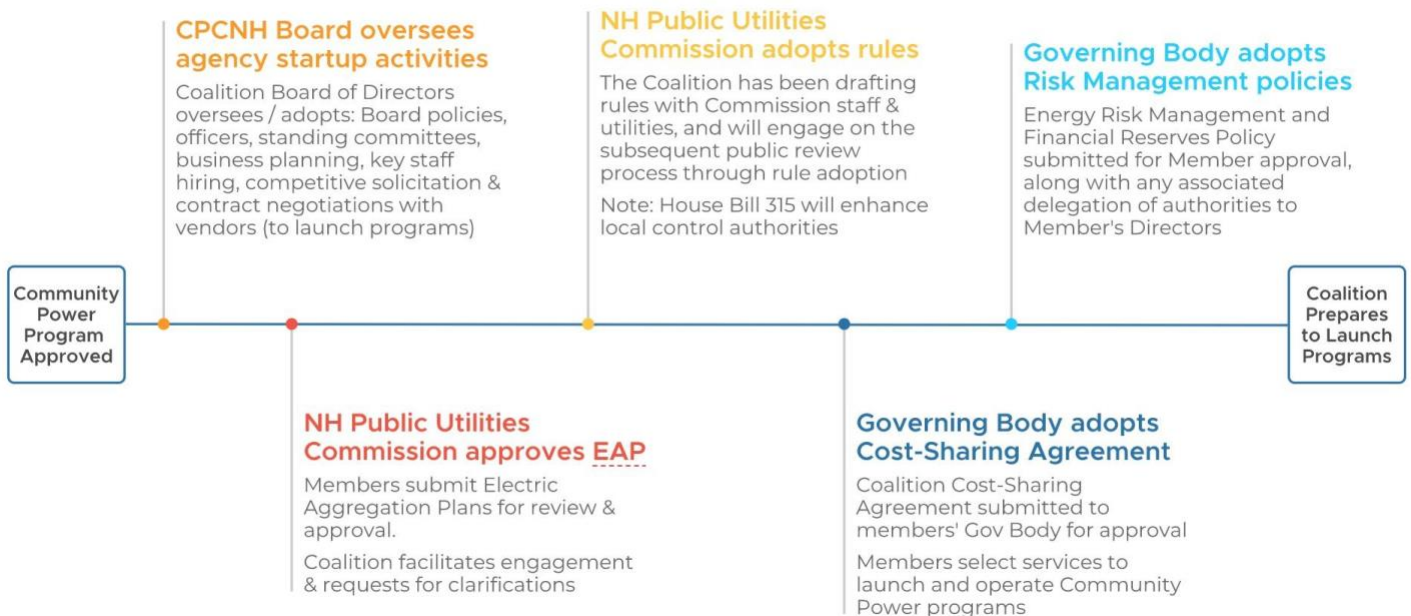 CPCNH Board oversees
agency startup activities
Coalition Board of Directors
oversees / adopts: Board policies,
officers, standing committees,
business planning, key staff
hiring, competitive solicitation &
contract negotiations with
vendors (to launch programs)
NH Public Utilities
Commission adopts rules
The Coalition has been drafting
rules with Commission staff &
utilities, and will engage on the
subsequent public review
process through rule adoption
Note: House Bill 315 will enhance
local control authorities
Governing Body adopts
Risk Management policies
Energy Risk Management and
Financial Reserves Policy
submitted for Member approval,
along with any associated
delegation of authorities to
Member's Directors
Community
Power
Program
Approved
Coalition
Prepares
to Launch
Programs
NH Public Utilities
Commission approves EAP
Members submit Electric
Aggregation Plans for review &
approval.
Coalition facilitates engagement
& requests for clarifications
Governing Body adopts
Cost-Sharing Agreement
Coalition Cost-Sharing
Agreement submitted to
members' Gov Body for approval
Members select services to
launch and operate Community
Power programs